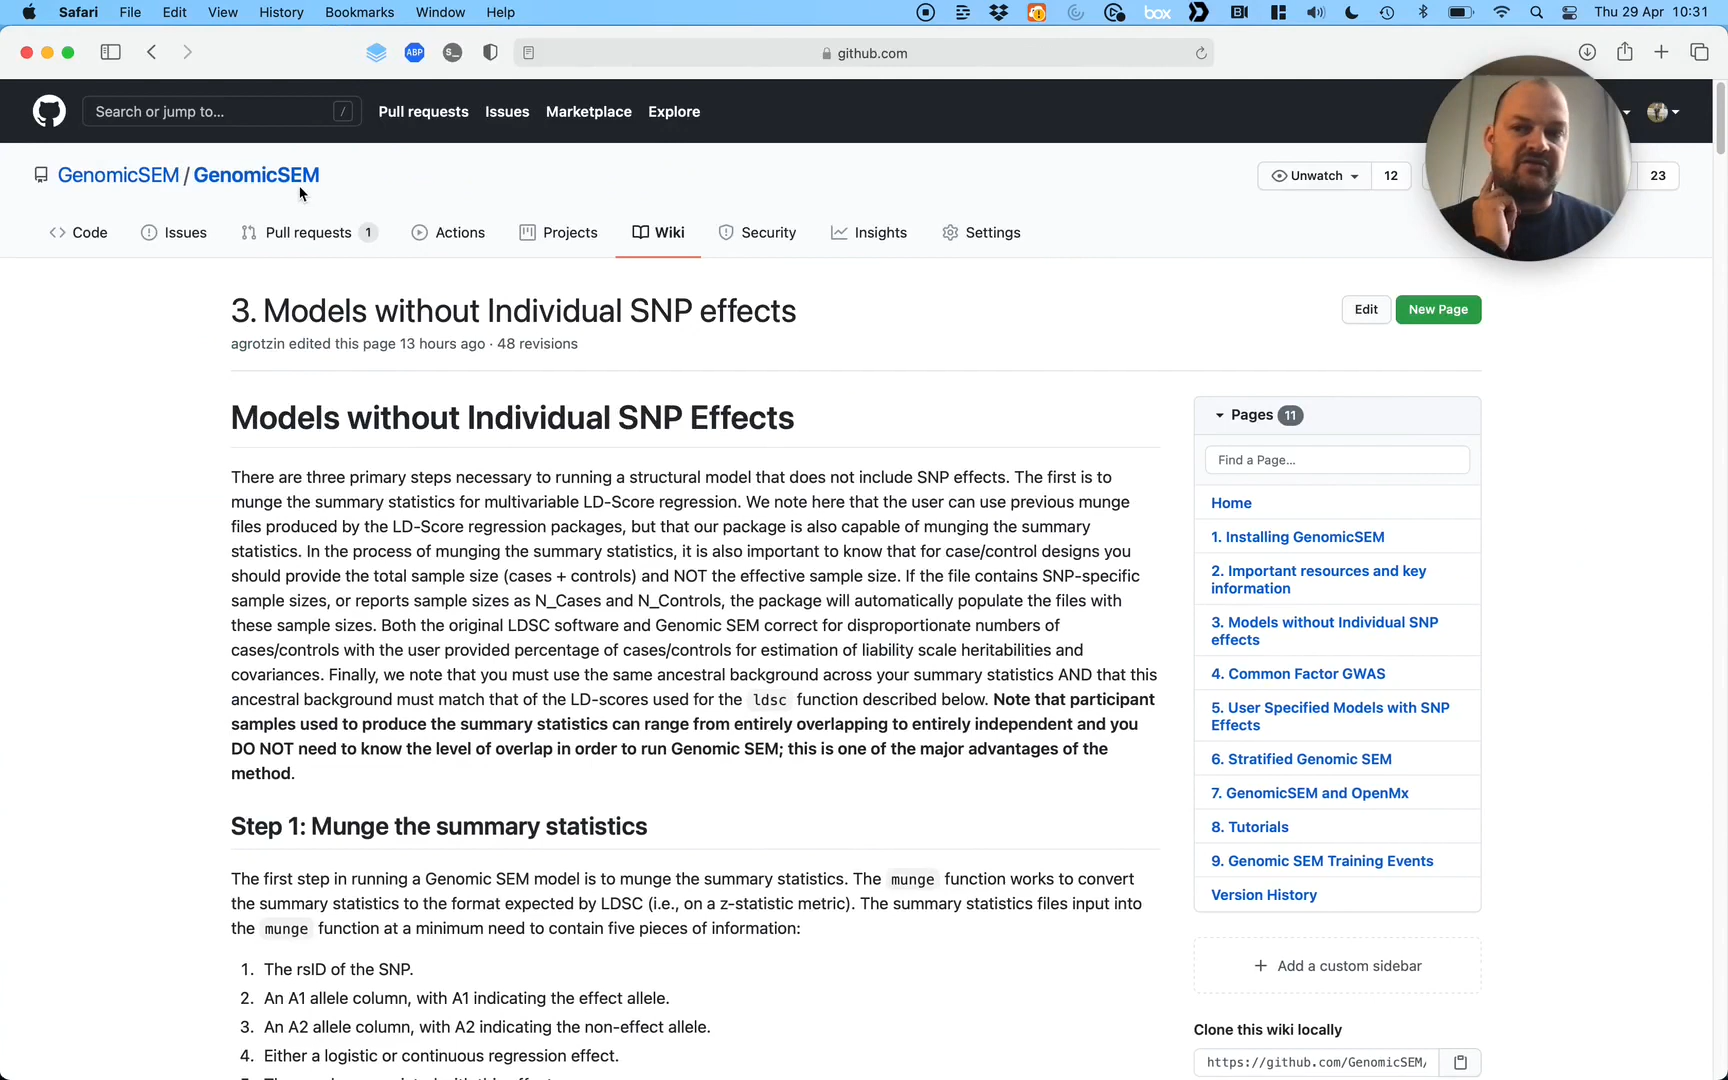 Safari File Edit View History Bookmarks Window Help box Thu 29 Apr 10:31
ABP S_ github.com
Search or jump to... / Pull requests Issues Marketplace Explore
GenomicSEM / GenomicSEM Unwatch 12 23
Code Issues Pull requests 1 Actions Projects Wiki Security Insights Settings
3. Models without Individual SNP effects Edit New Page
agrotzin edited this page 13 hours ago · 48 revisions
Models without Individual SNP Effects
There are three primary steps necessary to running a structural model that does not include SNP effects. The first is to
munge the summary statistics for multivariable LD-Score regression. We note here that the user can use previous munge
files produced by the LD-Score regression packages, but that our package is also capable of munging the summary
statistics. In the process of munging the summary statistics, it is also important to know that for case/control designs you
should provide the total sample size (cases + controls) and NOT the effective sample size. If the file contains SNP-specific
sample sizes, or reports sample sizes as N_Cases and N_Controls, the package will automatically populate the files with
these sample sizes. Both the original LDSC software and Genomic SEM correct for disproportionate numbers of
cases/controls with the user provided percentage of cases/controls for estimation of liability scale heritabilities and
covariances. Finally, we note that you must use the same ancestral background across your summary statistics AND that this
ancestral background must match that of the LD-scores used for the ldsc function described below. Note that participant
samples used to produce the summary statistics can range from entirely overlapping to entirely independent and you
DO NOT need to know the level of overlap in order to run Genomic SEM; this is one of the major advantages of the
method.
Step 1: Munge the summary statistics
The first step in running a Genomic SEM model is to munge the summary statistics. The munge function works to convert
the summary statistics to the format expected by LDSC (i.e., on a z-statistic metric). The summary statistics files input into
the munge function at a minimum need to contain five pieces of information:
1. The rsID of the SNP.
2. An A1 allele column, with A1 indicating the effect allele.
3. An A2 allele column, with A2 indicating the non-effect allele.
4. Either a logistic or continuous regression effect.
Pages 11
Find a Page...
Home
1. Installing GenomicSEM
2. Important resources and key
information
3. Models without Individual SNP
effects
4. Common Factor GWAS
5. User Specified Models with SNP
Effects
6. Stratified Genomic SEM
7. GenomicSEM and OpenMx
8. Tutorials
9. Genomic SEM Training Events
Version History
Add a custom sidebar
Clone this wiki locally
https://github.com/GenomicSEM/